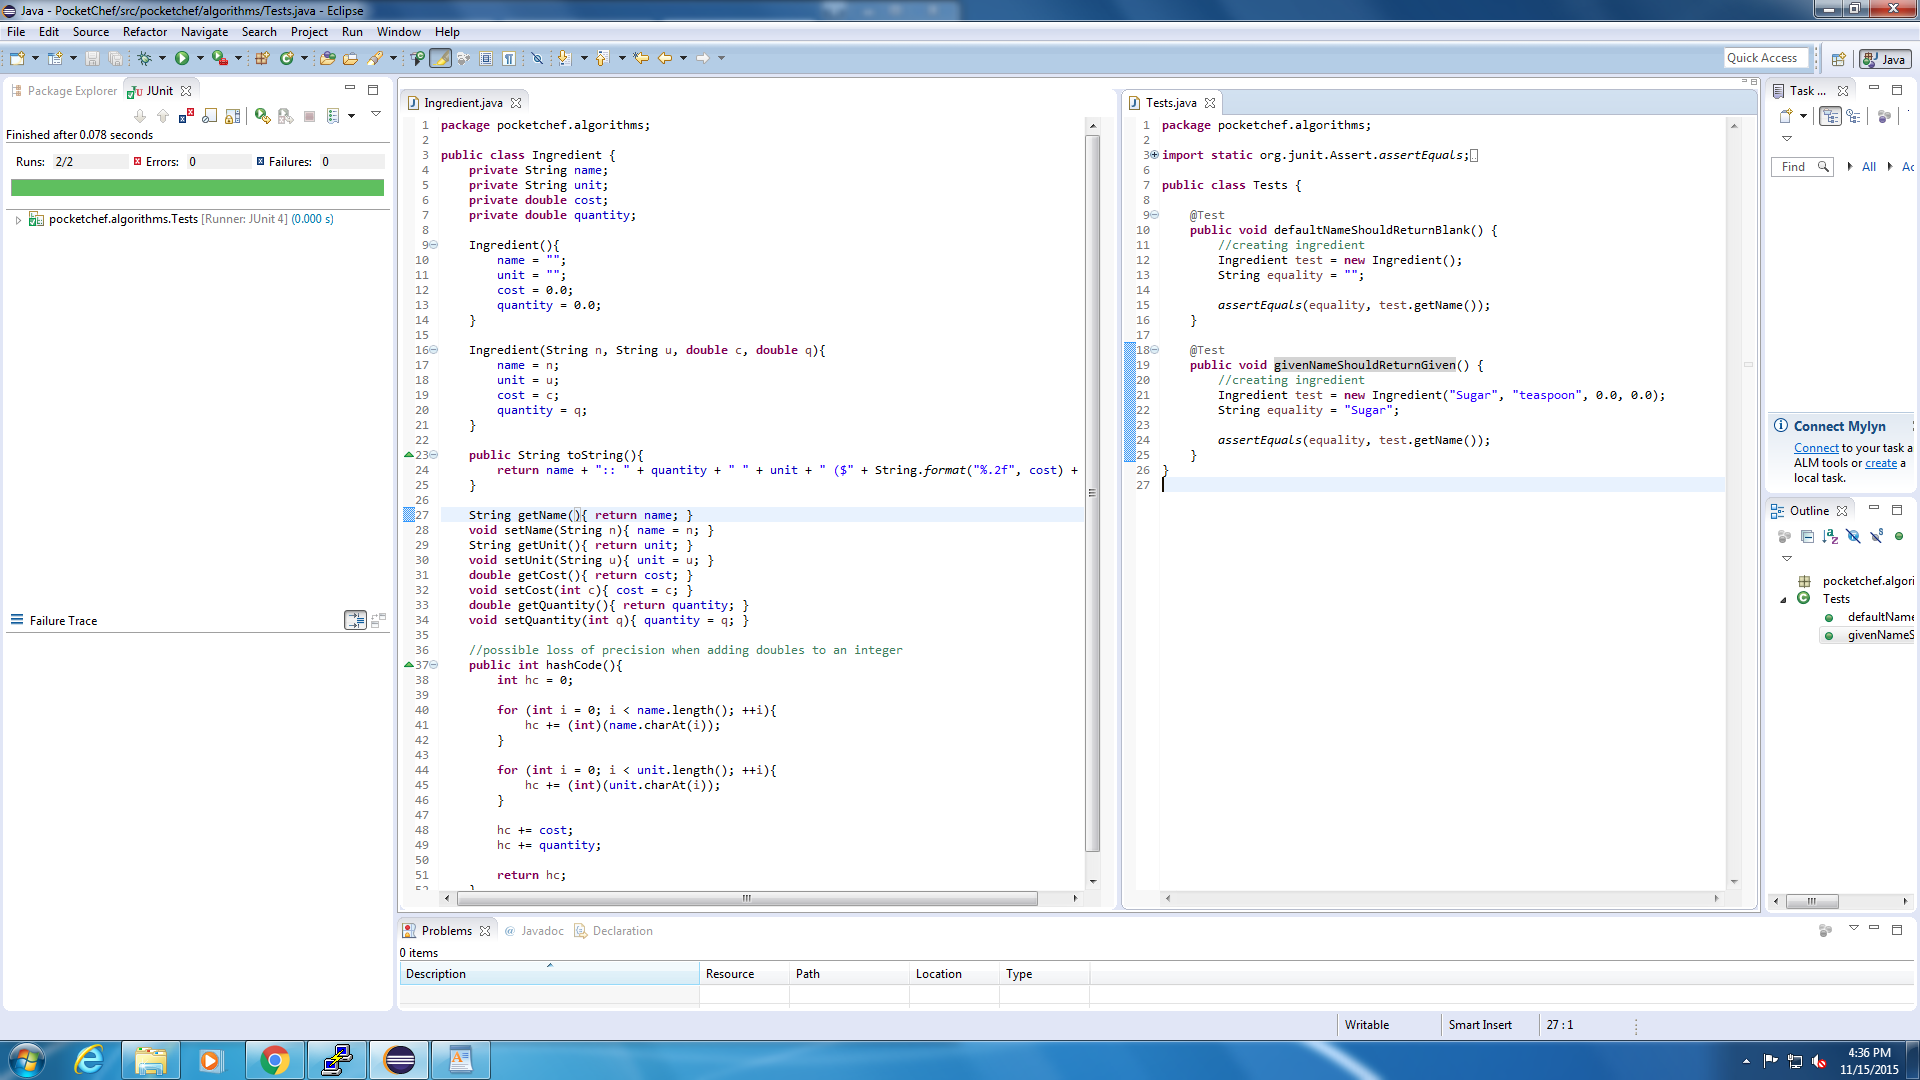 Java - PocketChef/src/pocketchef/algorithms/Tests.java - Eclipse
File Edit Source Refactor Navigate Search Project Run Window Help
Quick Access
Java
Package Explorer JUnit
Finished after 0.078 seconds
Runs: 2/2 Errors: 0 Failures: 0
pocketchef.algorithms.Tests [Runner: JUnit 4] (0.000 s)
Failure Trace
Ingredient.java
1 package pocketchef.algorithms;
2
3 public class Ingredient {
4 private String name;
5 private String unit;
6 private double cost;
7 private double quantity;
8
9 Ingredient(){
10 name = "";
11 unit = "";
12 cost = 0.0;
13 quantity = 0.0;
14 }
15
16 Ingredient(String n, String u, double c, double q){
17 name = n;
18 unit = u;
19 cost = c;
20 quantity = q;
21 }
22
23 public String toString(){
24 return name + ":: " + quantity + " " + unit + " ($" + String.format("%.2f", cost) +
25 }
26
27 String getName(){ return name; }
28 void setName(String n){ name = n; }
29 String getUnit(){ return unit; }
30 void setUnit(String u){ unit = u; }
31 double getCost(){ return cost; }
32 void setCost(int c){ cost = c; }
33 double getQuantity(){ return quantity; }
34 void setQuantity(int q){ quantity = q; }
35
36 //possible loss of precision when adding doubles to an integer
37 public int hashCode(){
38 int hc = 0;
39
40 for (int i = 0; i < name.length(); ++i){
41 hc += (int)(name.charAt(i));
42 }
43
44 for (int i = 0; i < unit.length(); ++i){
45 hc += (int)(unit.charAt(i));
46 }
47
48 hc += cost;
49 hc += quantity;
50
51 return hc;
52 }
Tests.java
1 package pocketchef.algorithms;
2
3 import static org.junit.Assert.assertEquals;
6
7 public class Tests {
8
9 @Test
10 public void defaultNameShouldReturnBlank() {
11 //creating ingredient
12 Ingredient test = new Ingredient();
13 String equality = "";
14
15 assertEquals(equality, test.getName());
16 }
17
18 @Test
19 public void givenNameShouldReturnGiven() {
20 //creating ingredient
21 Ingredient test = new Ingredient("Sugar", "teaspoon", 0.0, 0.0);
22 String equality = "Sugar";
23
24 assertEquals(equality, test.getName());
25 }
26 }
27
Task ...
Find All Ac
Connect Mylyn
Connect to your task a
ALM tools or create a
local task.
Outline
pocketchef.algori
Tests
defaultName
givenNameS
Problems @ Javadoc Declaration
0 items
Description Resource Path Location Type
Writable Smart Insert 27 : 1
4:36 PM
11/15/2015